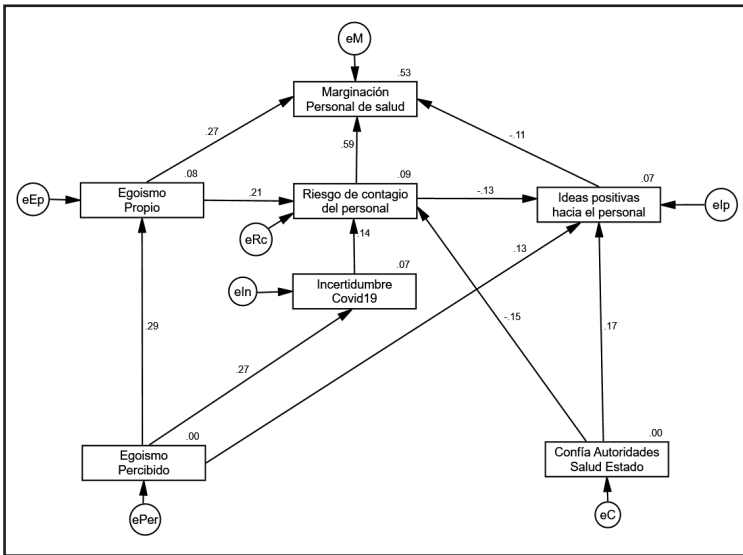 eM
.53
Marginación
Personal de salud
.27
.59
-.11
.08
.09
.07
eEp
Egoismo
Propio
.21
Riesgo de contagio
del personal
-.13
Ideas positivas
hacia el personal
eIp
eRc
.14
.13
.07
eIn
Incertidumbre
Covid19
.29
-.15
.17
.27
.00
.00
Egoismo
Percibido
Confía Autoridades
Salud Estado
ePer
eC